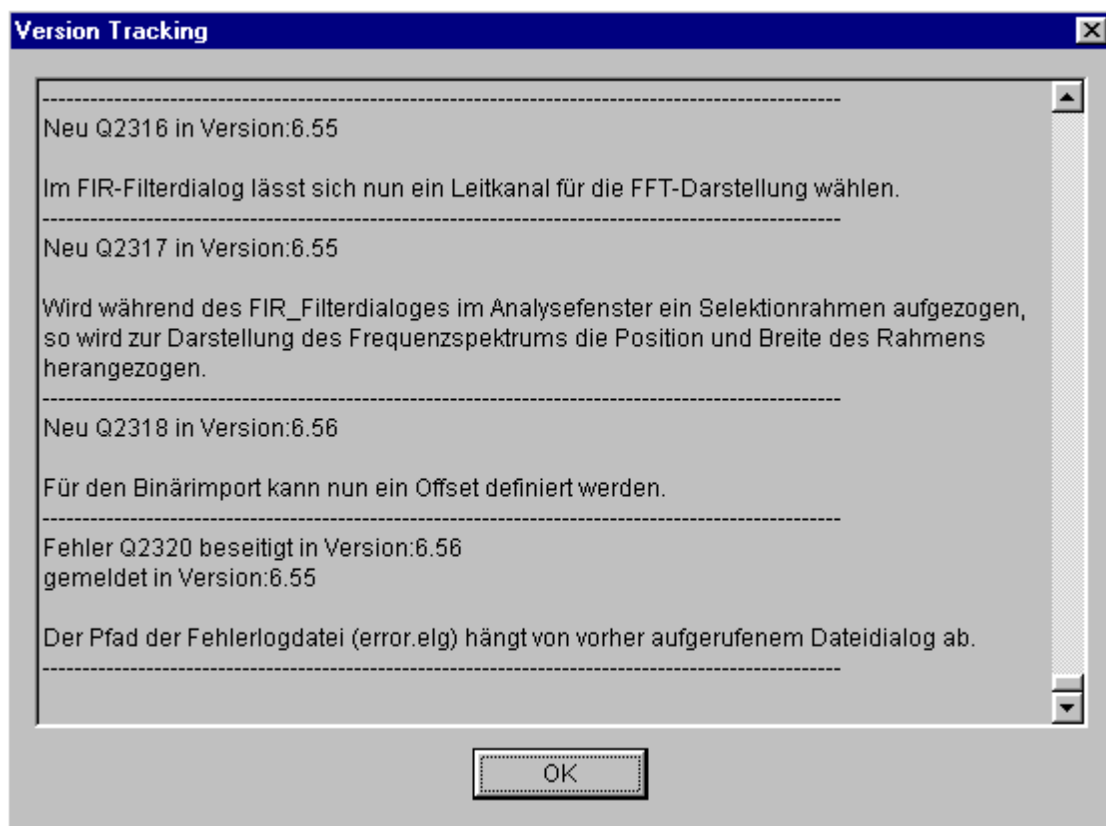 Version Tracking
--------------------------------------------------------------------------------------------------
Neu Q2316 in Version:6.55
Im FIR-Filterdialog lässt sich nun ein Leitkanal für die FFT-Darstellung wählen.
--------------------------------------------------------------------------------------------------
Neu Q2317 in Version:6.55
Wird während des FIR_Filterdialoges im Analysefenster ein Selektionrahmen aufgezogen,
so wird zur Darstellung des Frequenzspektrums die Position und Breite des Rahmens
herangezogen.
--------------------------------------------------------------------------------------------------
Neu Q2318 in Version:6.56
Für den Binärimport kann nun ein Offset definiert werden.
--------------------------------------------------------------------------------------------------
Fehler Q2320 beseitigt in Version:6.56
gemeldet in Version:6.55
Der Pfad der Fehlerlogdatei (error.elg) hängt von vorher aufgerufenem Dateidialog ab.
--------------------------------------------------------------------------------------------------
OK